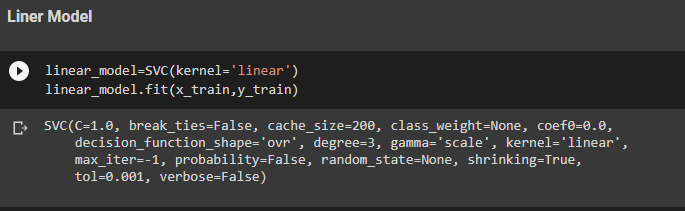 Liner Model
linear_model=SVC(kernel='linear')
linear_model.fit(x_train,y_train)
SVC(C=1.0, break_ties=False, cache_size=200, class_weight=None, coef0=0.0,
decision_function_shape='ovr', degree=3, gamma='scale', kernel='linear',
max_iter=-1, probability=False, random_state=None, shrinking=True,
tol=0.001, verbose=False)